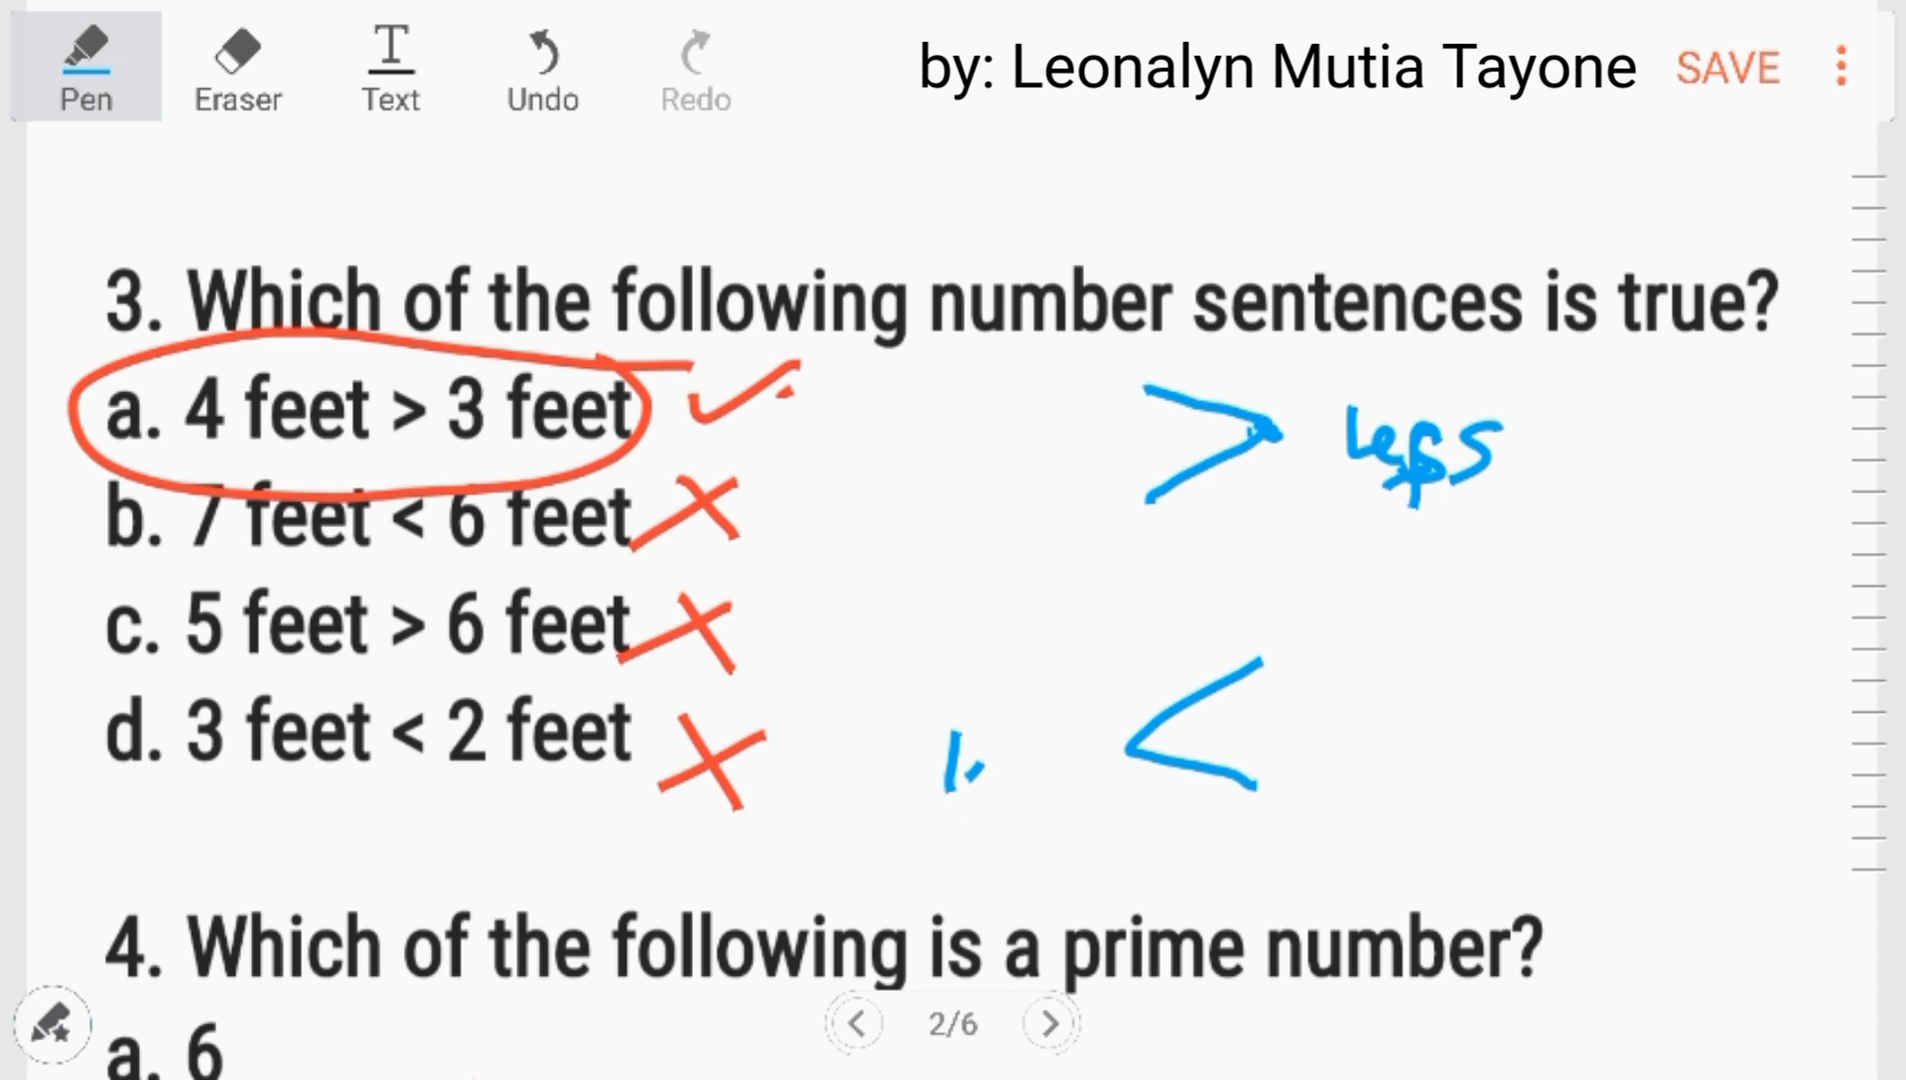 Pen Eraser Text Undo Redo by: Leonalyn Mutia Tayone SAVE
3. Which of the following number sentences is true?
a. 4 feet > 3 feet
b. 7 feet < 6 feet
c. 5 feet > 6 feet
d. 3 feet < 2 feet
> less
1. <
4. Which of the following is a prime number?
2/6
a. 6